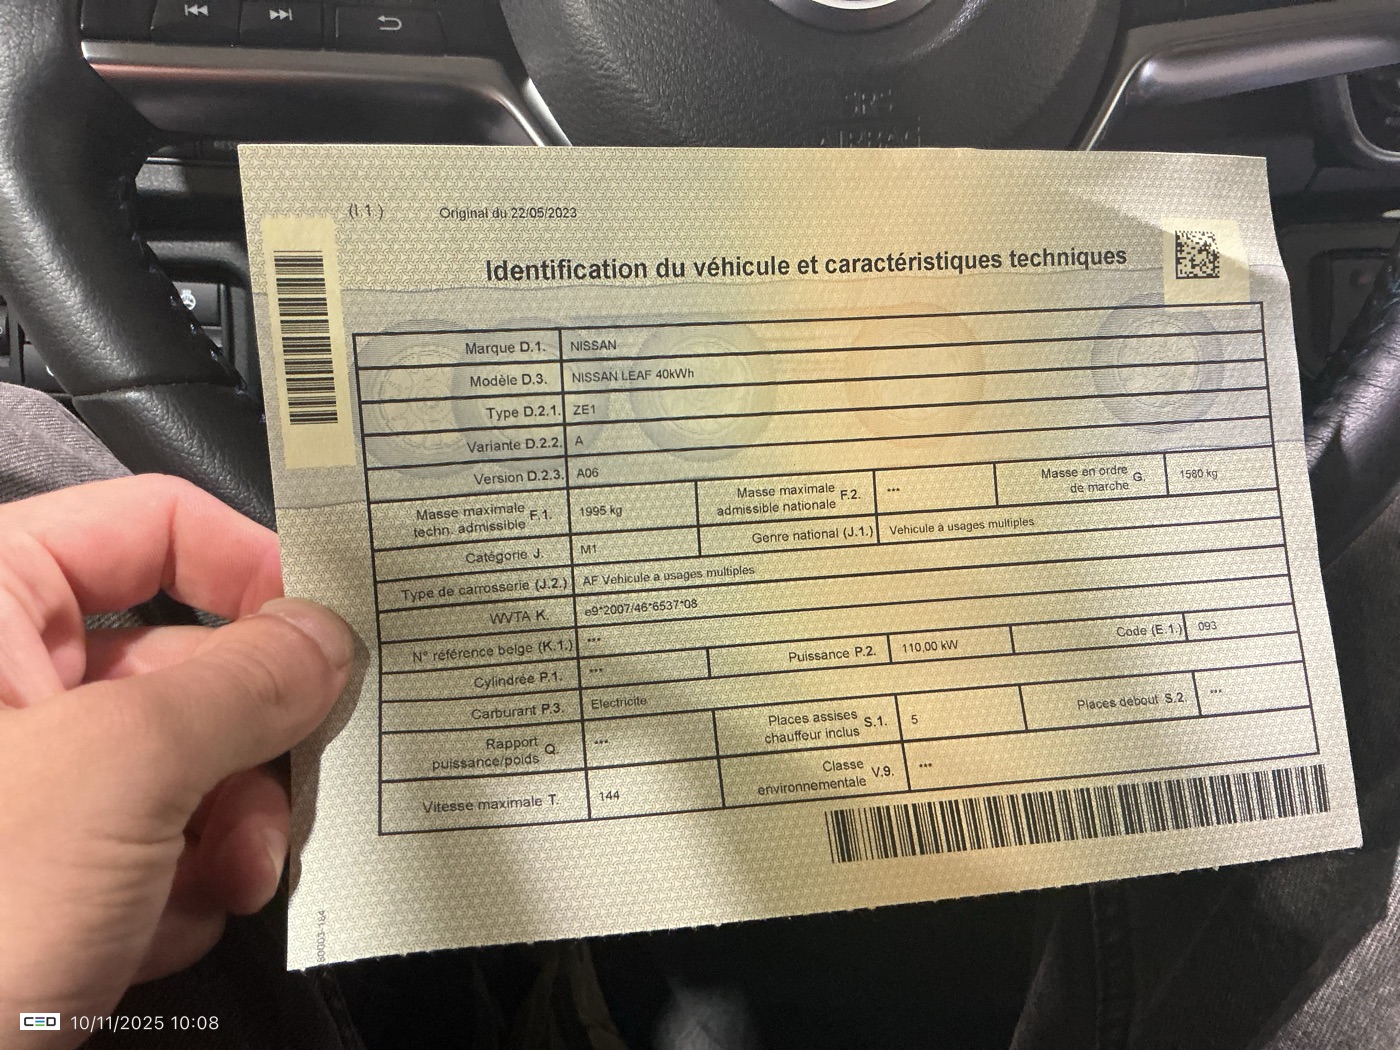 SRS
AIRBAG
(I.1.)
Original du 22/05/2023
Identification du véhicule et caractéristiques techniques
Marque D.1. NISSAN
Modèle D.3. NISSAN LEAF 40kWh
Type D.2.1. ZE1
Variante D.2.2. A
Version D.2.3. A06
Masse maximale techn. admissible F.1. 1995 kg
Masse maximale admissible nationale F.2. ***
Masse en ordre de marche G. 1580 kg
Catégorie J. M1
Genre national (J.1.) Vehicule à usages multiples
Type de carrosserie (J.2.) AF Vehicule a usages multiples
WVTA K. e9*2007/46*6537*08
N° référence belge (K.1.) ***
Cylindrée P.1. ***
Puissance P.2. 110,00 kW
Code (E.1.) 093
Carburant P.3. Electricite
Rapport puissance/poids Q. ***
Places assises chauffeur inclus S.1. 5
Places debout S.2. ***
Vitesse maximale T. 144
Classe environnementale V.9. ***
80003-184
CED 10/11/2025 10:08